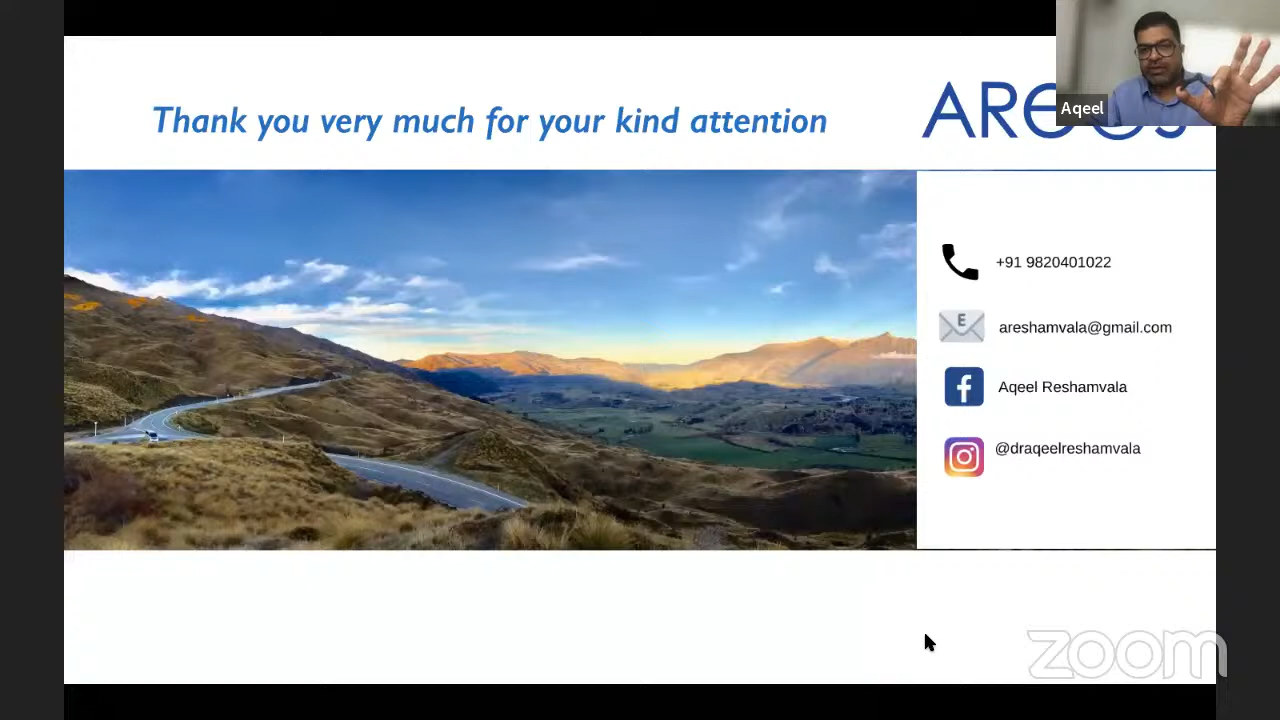 Thank you very much for your kind attention
Aqeel
+91 9820401022
E
areshamvala@gmail.com
Aqeel Reshamvala
@draqeelreshamvala
zoom